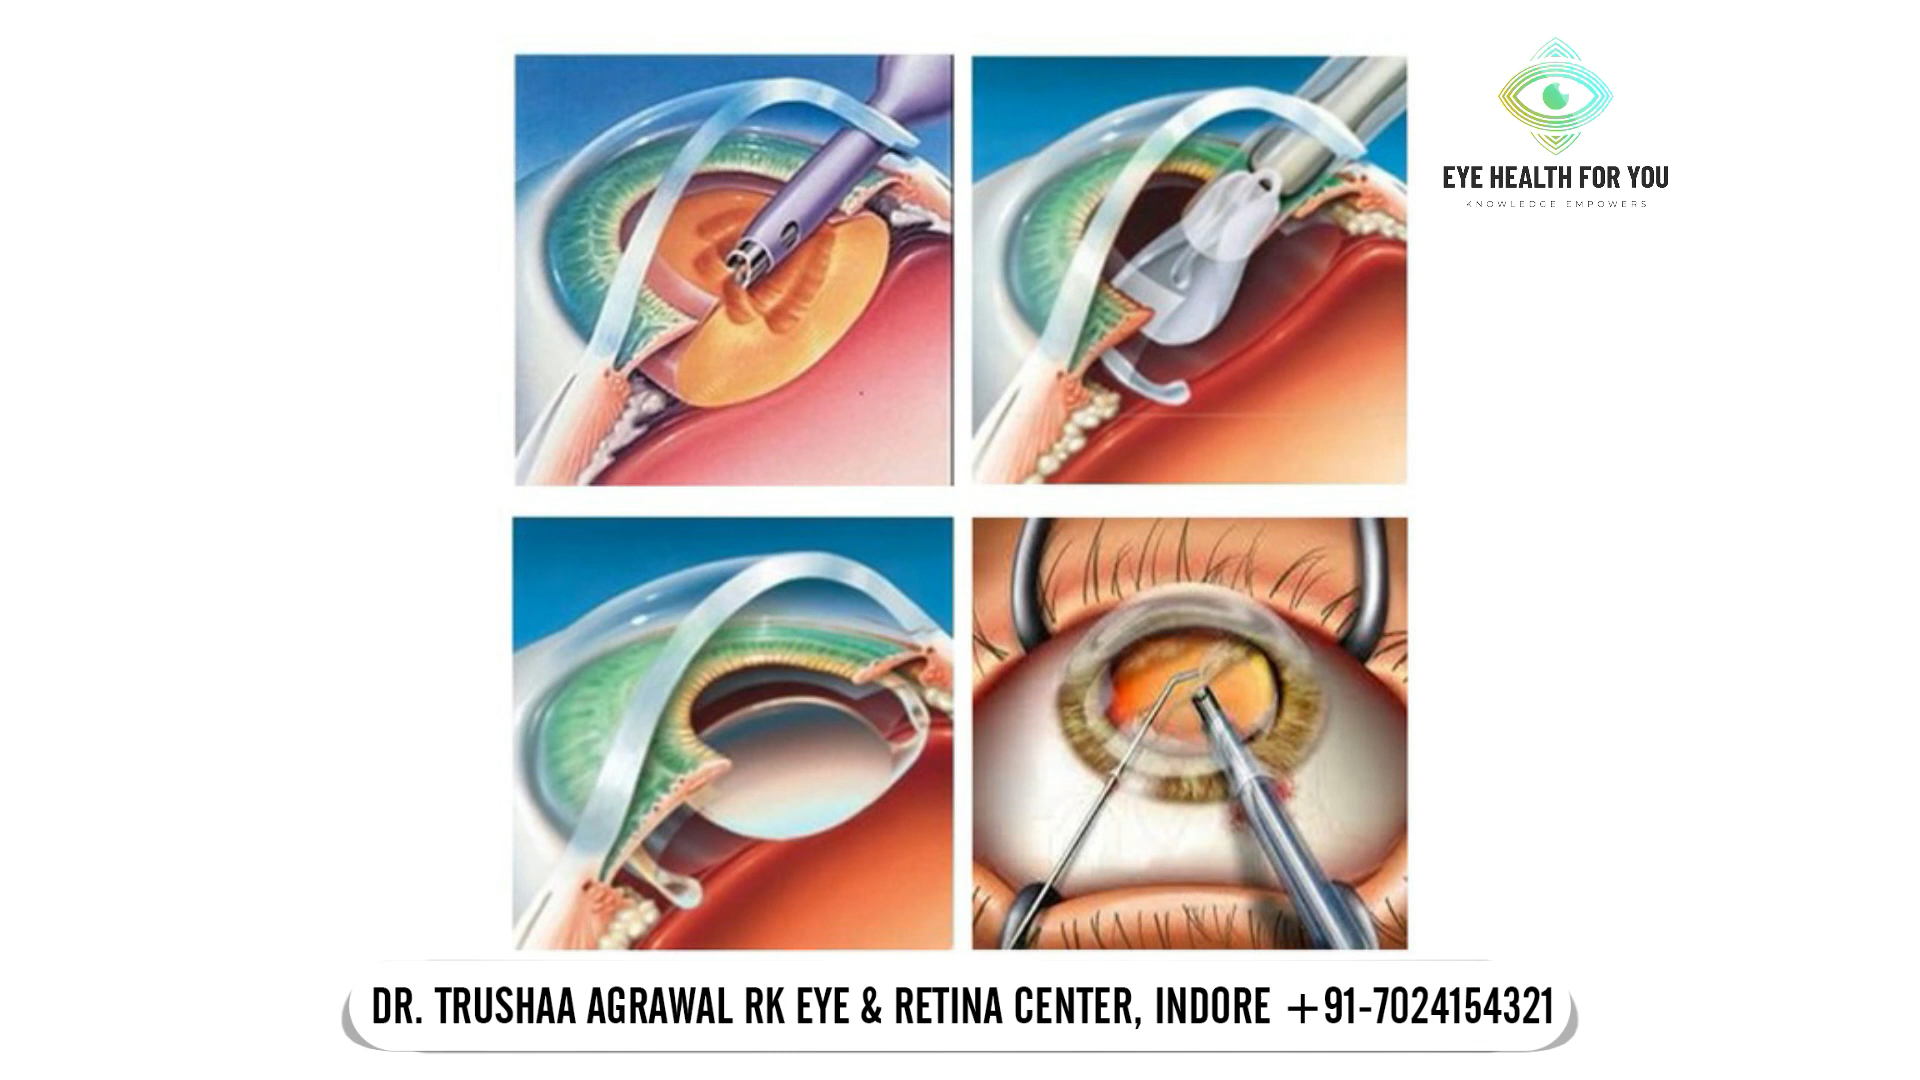 EYE HEALTH FOR YOU
KNOWLEDGE EMPOWERS
DR. TRUSHAA AGRAWAL RK EYE & RETINA CENTER, INDORE +91-7024154321